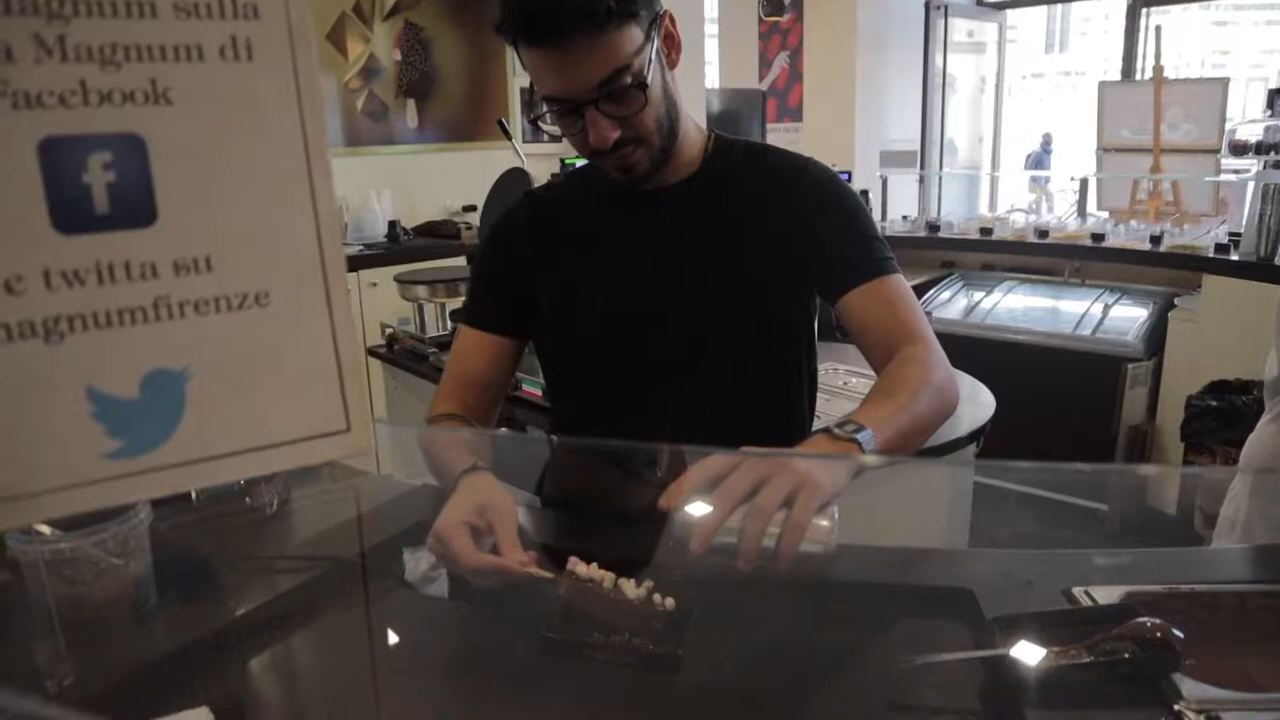 magnum sulla
a Magnum di
Facebook
f
e twitta su
magnumfirenze